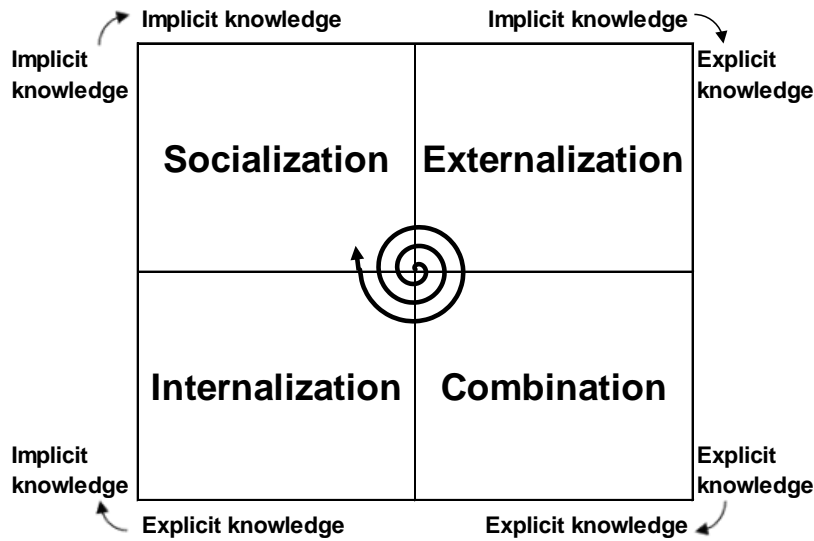 Implicit knowledge
Implicit knowledge
Implicit
knowledge
Explicit
knowledge
Socialization
Externalization
Internalization
Combination
Implicit
knowledge
Explicit
knowledge
Explicit knowledge
Explicit knowledge